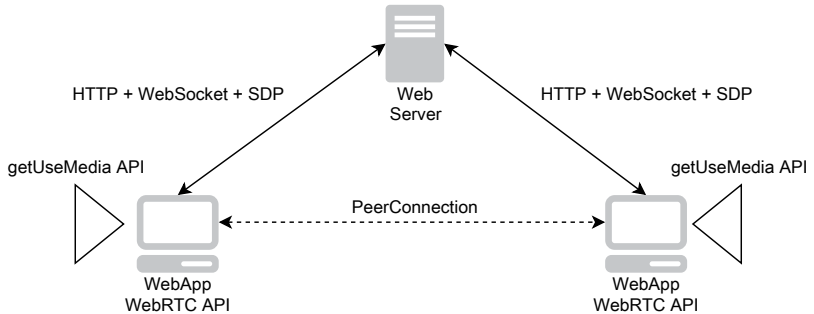 HTTP + WebSocket + SDP
Web
Server
HTTP + WebSocket + SDP
getUseMedia API
getUseMedia API
PeerConnection
WebApp
WebRTC API
WebApp
WebRTC API